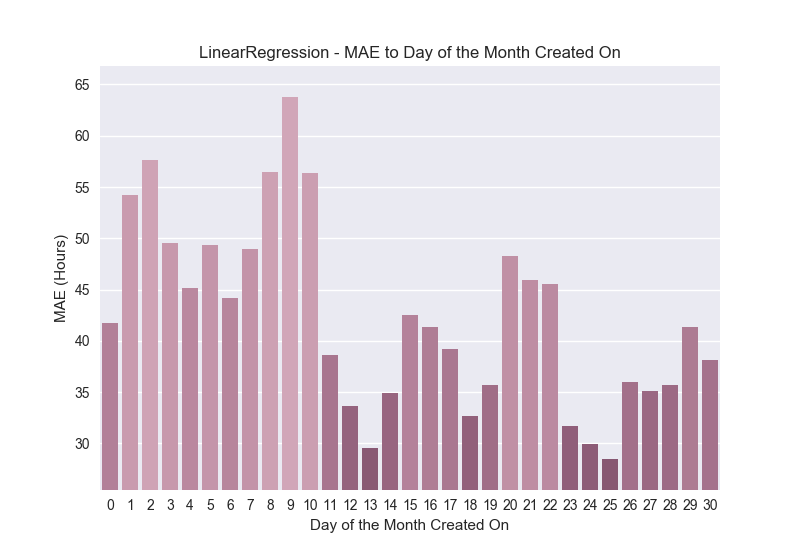 LinearRegression - MAE to Day of the Month Created On
65
60
55
50
45
40
35
30
MAE (Hours)
0 1 2 3 4 5 6 7 8 9 10 11 12 13 14 15 16 17 18 19 20 21 22 23 24 25 26 27 28 29 30
Day of the Month Created On